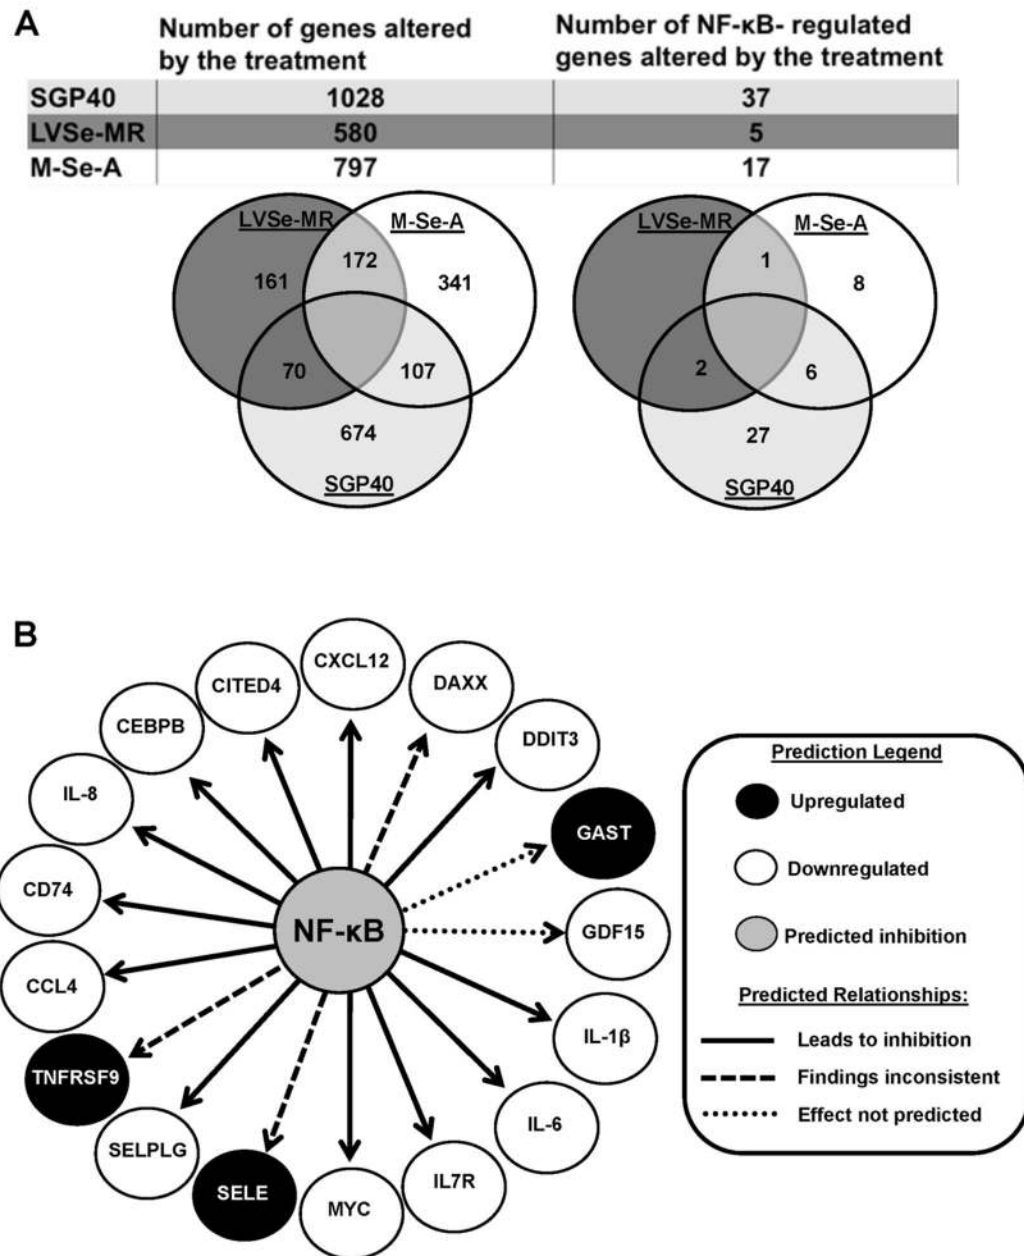 A
Number of genes altered by the treatment
Number of NF-κB- regulated genes altered by the treatment
SGP40 1028 37
LVSe-MR 580 5
M-Se-A 797 17
LVSe-MR M-Se-A
172
161 341
70 107
674
SGP40
LVSe-MR M-Se-A
1
8
2 6
27
SGP40
B
CXCL12
CITED4
DAXX
CEBPB
DDIT3
IL-8
GAST
CD74
NF-κB
GDF15
CCL4
IL-1β
TNFRSF9
IL-6
SELPLG
IL7R
SELE
MYC
Prediction Legend
Upregulated
Downregulated
Predicted inhibition
Predicted Relationships:
Leads to inhibition
Findings inconsistent
Effect not predicted